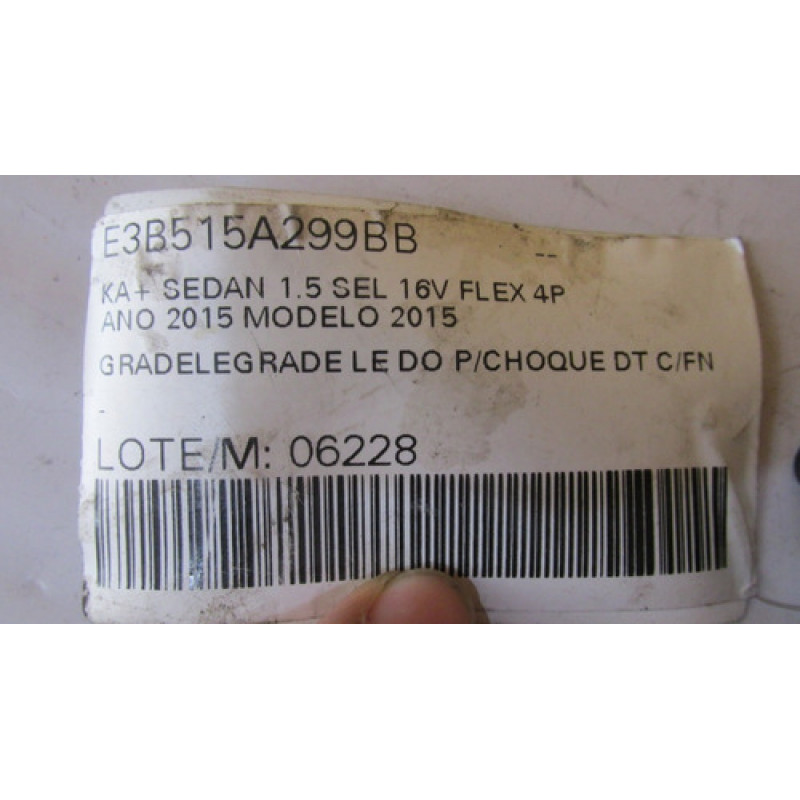 E3B515A299BB
--
KA+ SEDAN 1.5 SEL 16V FLEX 4P
ANO 2015 MODELO 2015
GRADELEGRADE LE DO P/CHOQUE DT C/FN
-
LOTE/M: 06228